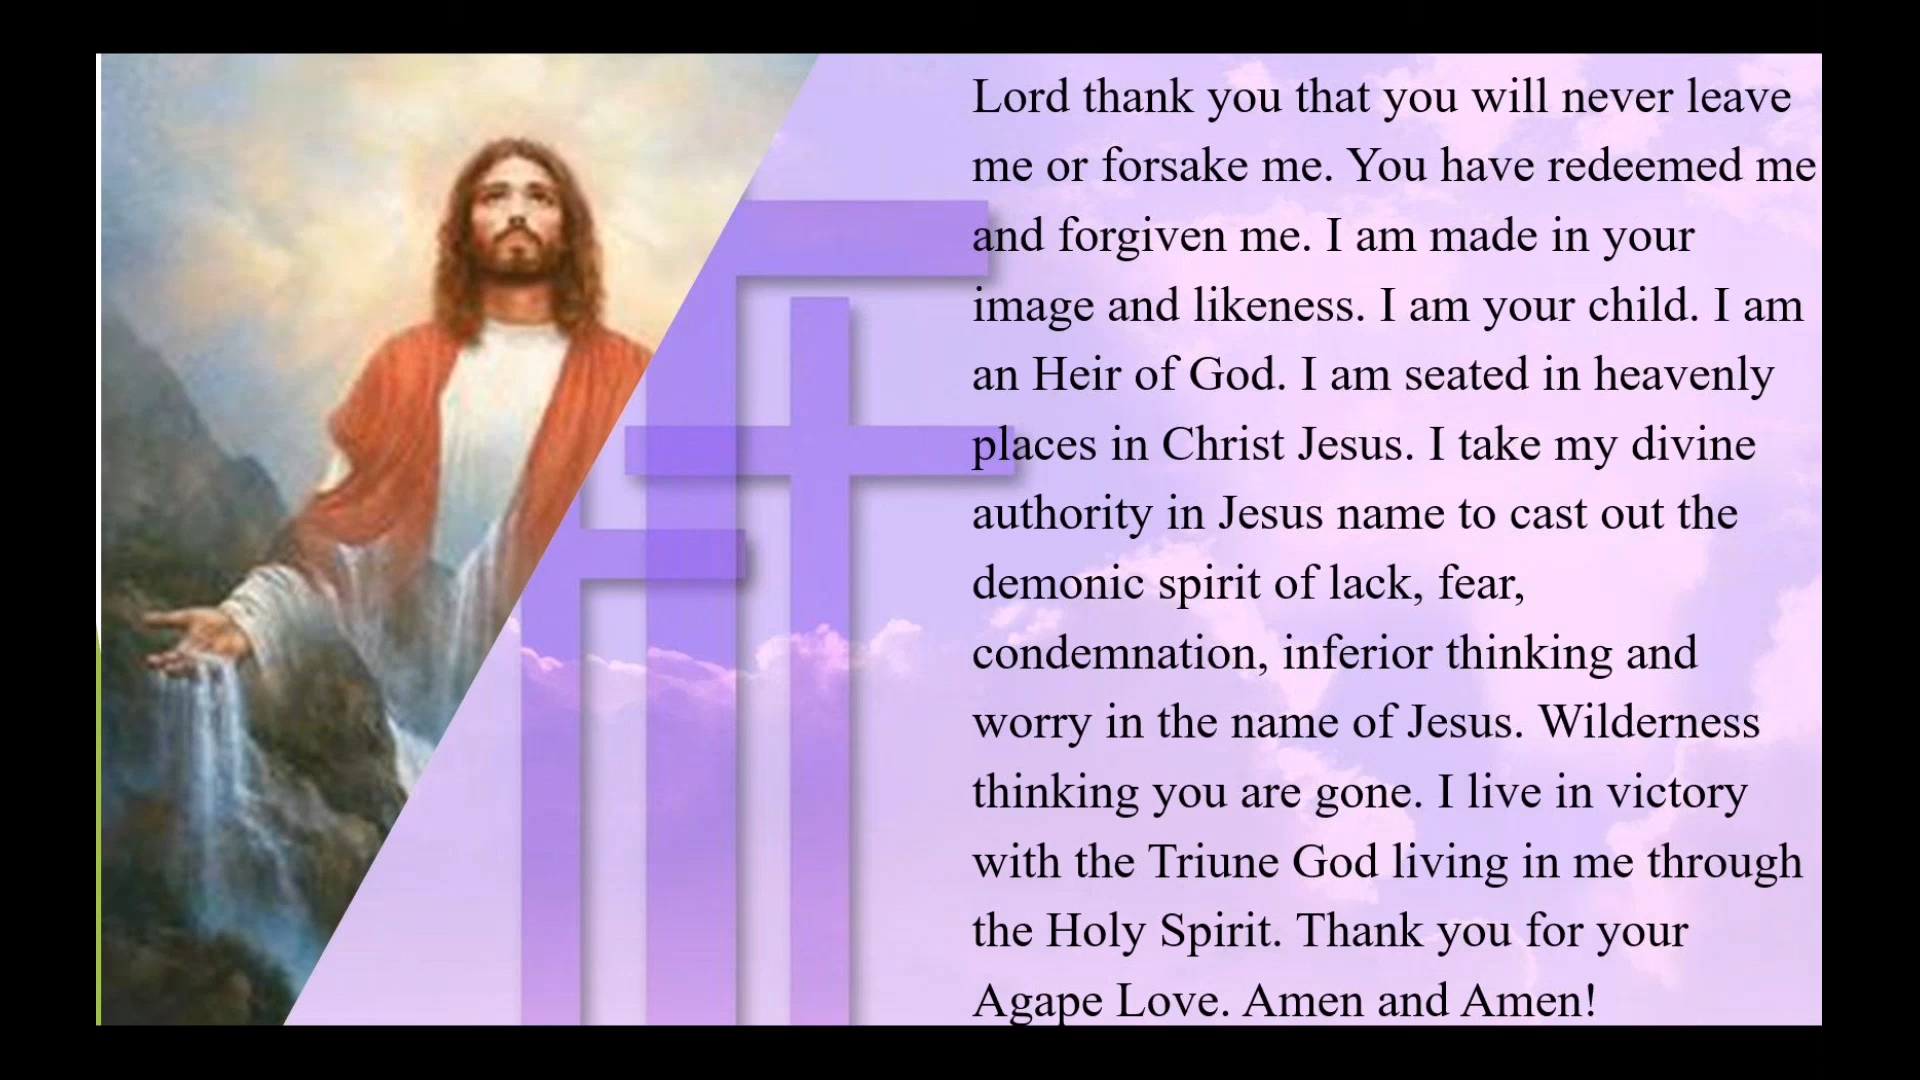 Lord thank you that you will never leave
me or forsake me. You have redeemed me
and forgiven me. I am made in your
image and likeness. I am your child. I am
an Heir of God. I am seated in heavenly
places in Christ Jesus. I take my divine
authority in Jesus name to cast out the
demonic spirit of lack, fear,
condemnation, inferior thinking and
worry in the name of Jesus. Wilderness
thinking you are gone. I live in victory
with the Triune God living in me through
the Holy Spirit. Thank you for your
Agape Love. Amen and Amen!